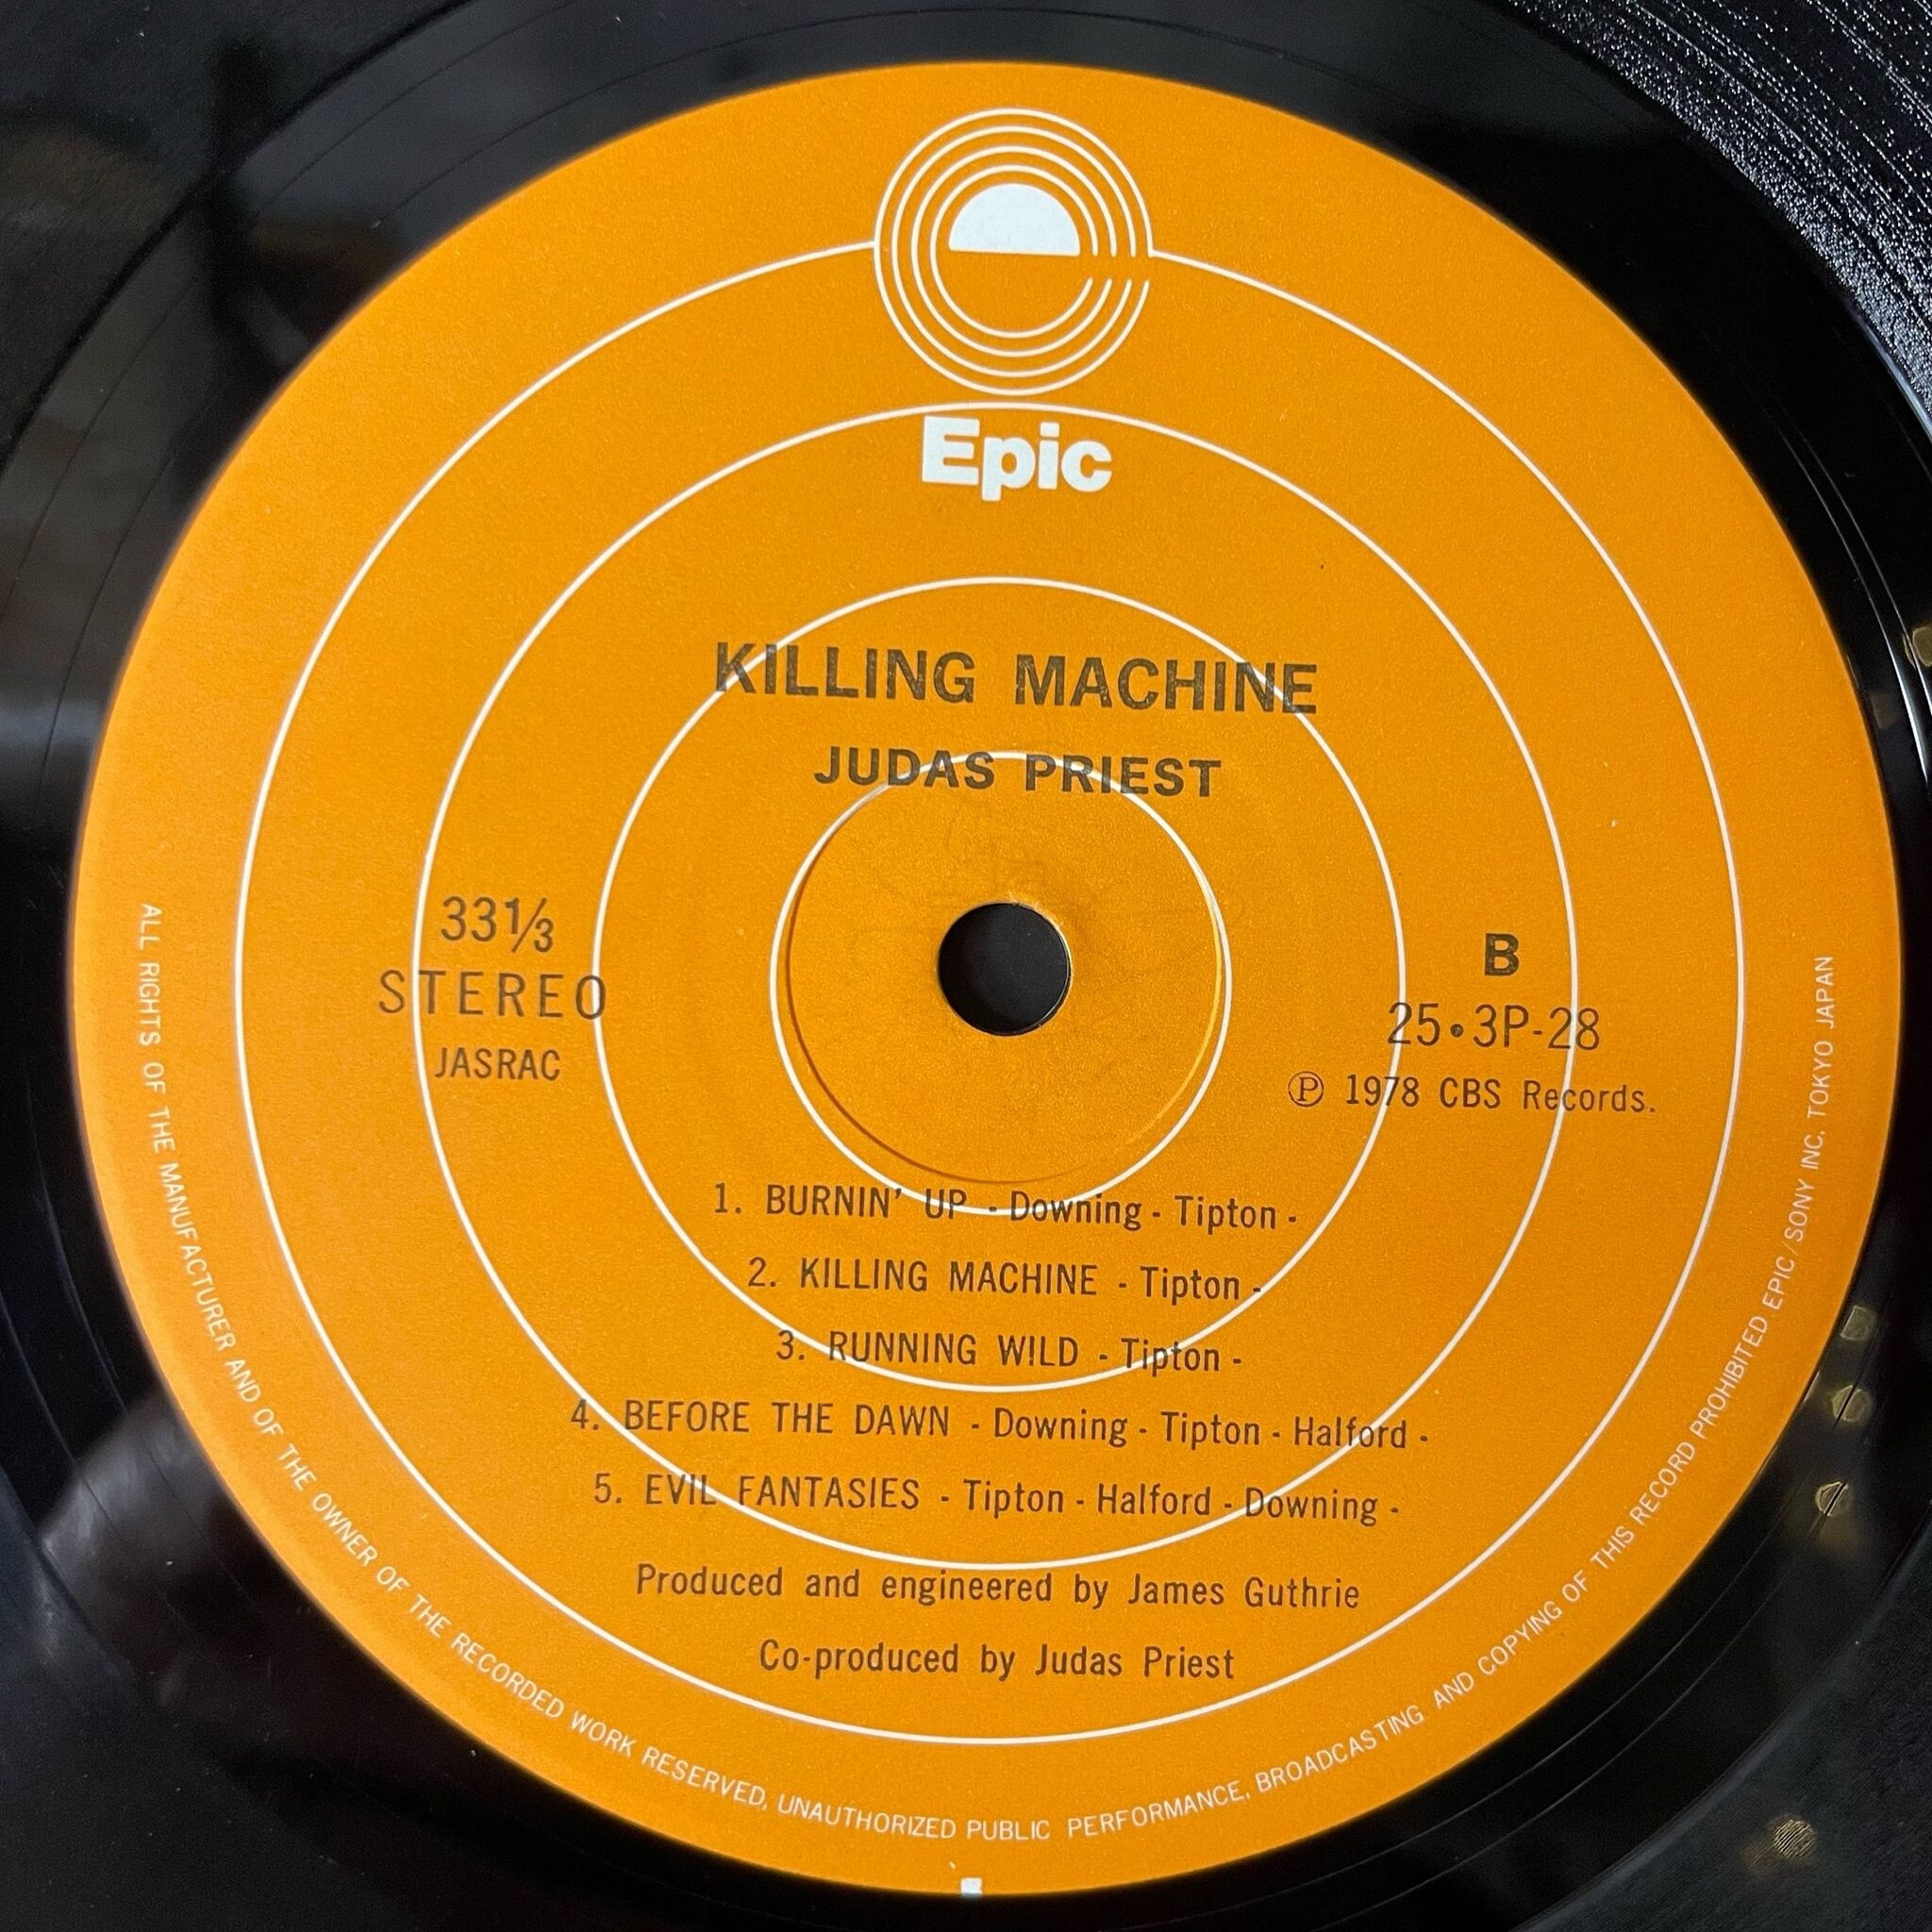 Epic
KILLING MACHINE
JUDAS PRIEST
33⅓
STEREO
JASRAC
B
25•3P-28
Ⓟ 1978 CBS Records.
1. BURNIN' UP - Downing - Tipton -
2. KILLING MACHINE - Tipton -
3. RUNNING WILD - Tipton -
4. BEFORE THE DAWN - Downing - Tipton - Halford -
5. EVIL FANTASIES - Tipton - Halford - Downing -
Produced and engineered by James Guthrie
Co-produced by Judas Priest
ALL RIGHTS OF THE MANUFACTURER AND OF THE OWNER OF THE RECORDED WORK RESERVED, UNAUTHORIZED PUBLIC PERFORMANCE, BROADCASTING AND COPYING OF THIS RECORD PROHIBITED EPIC/SONY INC. TOKYO JAPAN